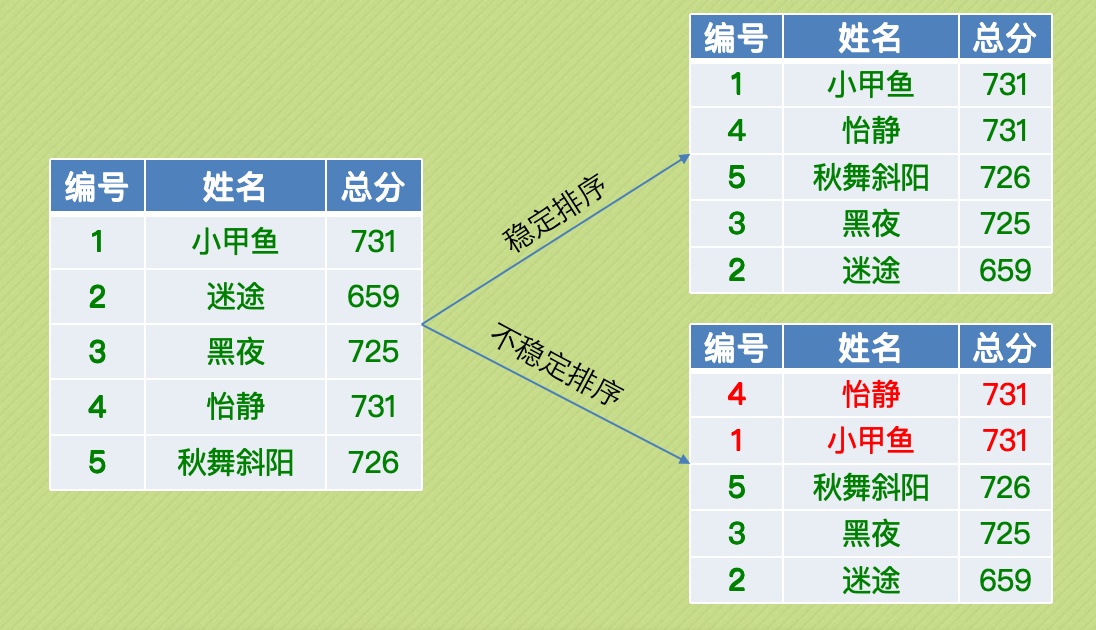 编号 姓名 总分
1 小甲鱼 731
2 迷途 659
3 黑夜 725
4 怡静 731
5 秋舞斜阳 726
稳定排序
不稳定排序
编号 姓名 总分
1 小甲鱼 731
4 怡静 731
5 秋舞斜阳 726
3 黑夜 725
2 迷途 659
编号 姓名 总分
4 怡静 731
1 小甲鱼 731
5 秋舞斜阳 726
3 黑夜 725
2 迷途 659